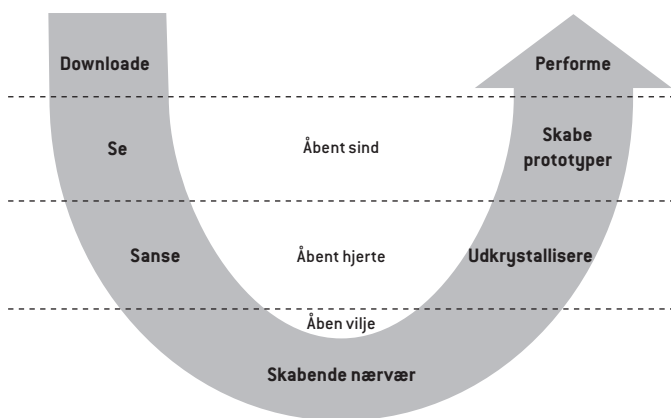 Downloade
Performe
Se
Åbent sind
Skabe
prototyper
Sanse
Åbent hjerte
Udkrystallisere
Åben vilje
Skabende nærvær